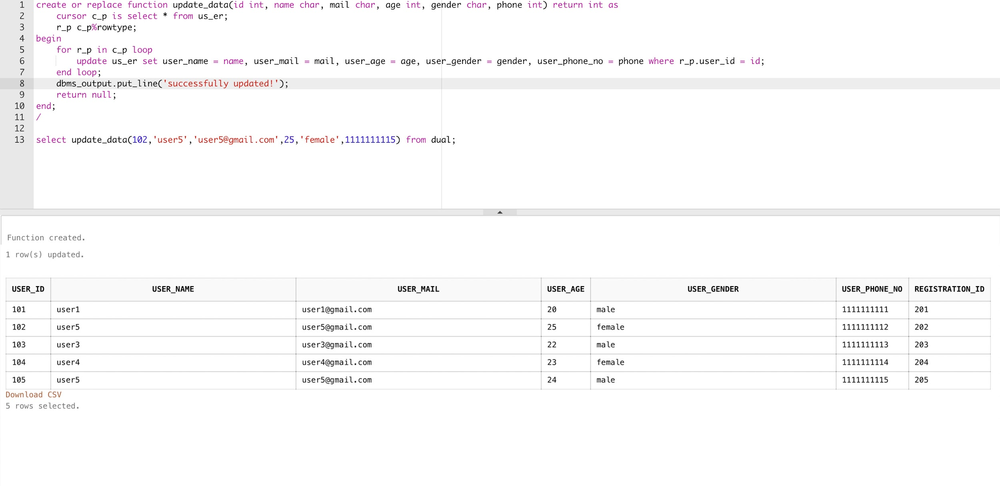 1 create or replace function update_data(id int, name char, mail char, age int, gender char, phone int) return int as
2 cursor c_p is select * from us_er;
3 r_p c_p%rowtype;
4 begin
5 for r_p in c_p loop
6 update us_er set user_name = name, user_mail = mail, user_age = age, user_gender = gender, user_phone_no = phone where r_p.user_id = id;
7 end loop;
8 dbms_output.put_line('successfully updated!');
9 return null;
10 end;
11 /
12
13 select update_data(102,'user5','user5@gmail.com',25,'female',1111111115) from dual;
Function created.
1 row(s) updated.
USER_ID USER_NAME USER_MAIL USER_AGE USER_GENDER USER_PHONE_NO REGISTRATION_ID
101 user1 user1@gmail.com 20 male 1111111111 201
102 user5 user5@gmail.com 25 female 1111111112 202
103 user3 user3@gmail.com 22 male 1111111113 203
104 user4 user4@gmail.com 23 female 1111111114 204
105 user5 user5@gmail.com 24 male 1111111115 205
Download CSV
5 rows selected.